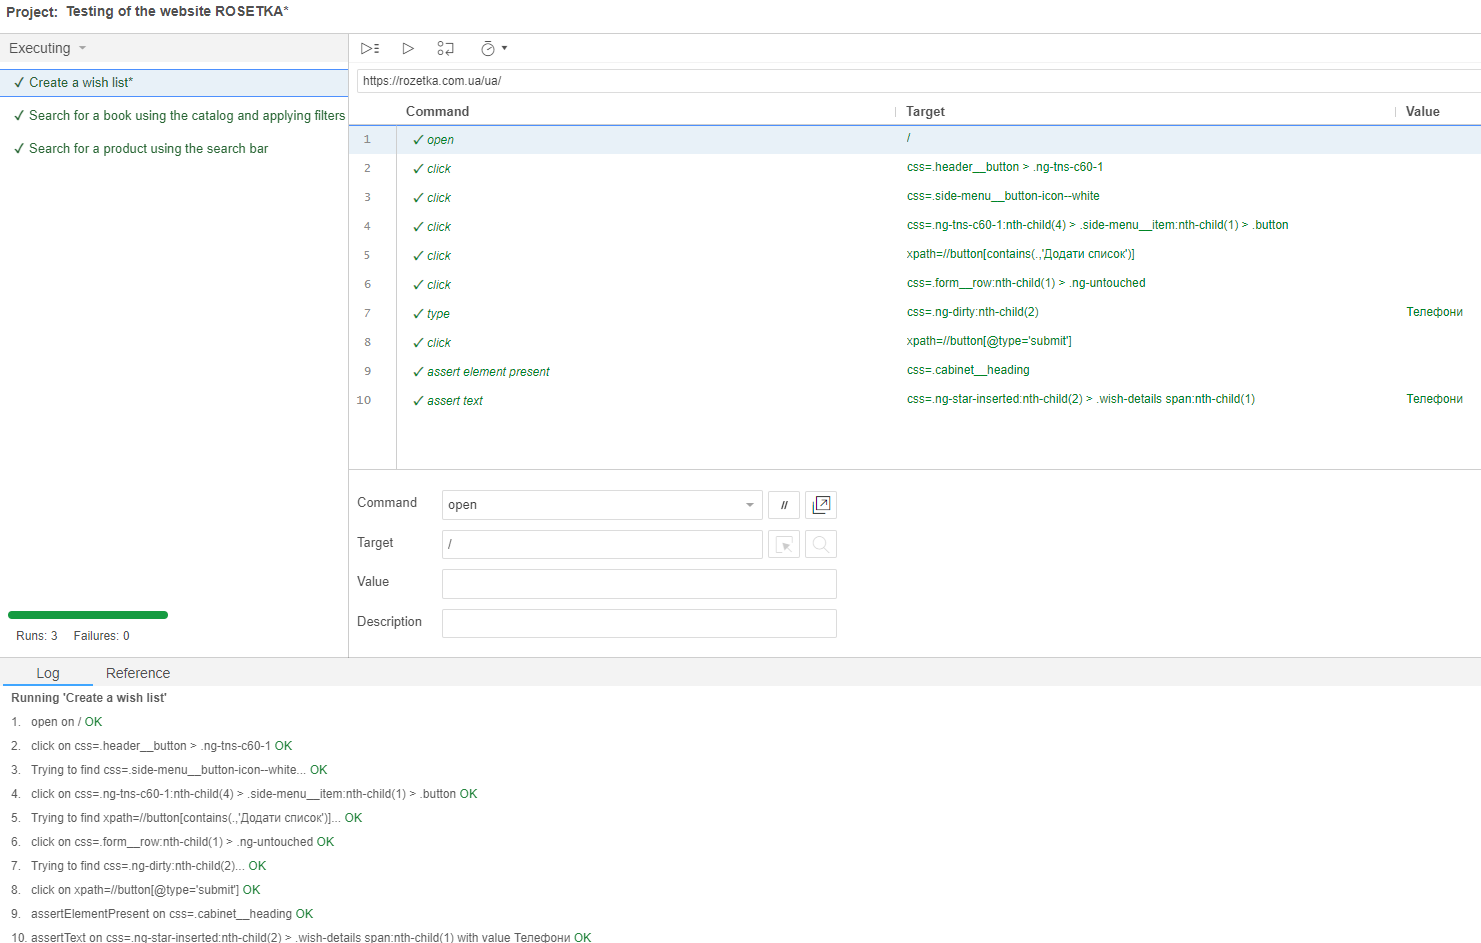 Project: Testing of the website ROSETKA*
Executing
✓ Create a wish list*
✓ Search for a book using the catalog and applying filters
✓ Search for a product using the search bar
Runs: 3 Failures: 0
https://rozetka.com.ua/ua/
Command Target Value
1 ✓ open /
2 ✓ click css=.header__button > .ng-tns-c60-1
3 ✓ click css=.side-menu__button-icon--white
4 ✓ click css=.ng-tns-c60-1:nth-child(4) > .side-menu__item:nth-child(1) > .button
5 ✓ click xpath=//button[contains(.,'Додати список')]
6 ✓ click css=.form__row:nth-child(1) > .ng-untouched
7 ✓ type css=.ng-dirty:nth-child(2) Телефони
8 ✓ click xpath=//button[@type='submit']
9 ✓ assert element present css=.cabinet__heading
10 ✓ assert text css=.ng-star-inserted:nth-child(2) > .wish-details span:nth-child(1) Телефони
Command open //
Target /
Value
Description
Log Reference
Running 'Create a wish list'
1. open on / OK
2. click on css=.header__button > .ng-tns-c60-1 OK
3. Trying to find css=.side-menu__button-icon--white... OK
4. click on css=.ng-tns-c60-1:nth-child(4) > .side-menu__item:nth-child(1) > .button OK
5. Trying to find xpath=//button[contains(.,'Додати список')]... OK
6. click on css=.form__row:nth-child(1) > .ng-untouched OK
7. Trying to find css=.ng-dirty:nth-child(2)... OK
8. click on xpath=//button[@type='submit'] OK
9. assertElementPresent on css=.cabinet__heading OK
10. assertText on css=.ng-star-inserted:nth-child(2) > .wish-details span:nth-child(1) with value Телефони OK